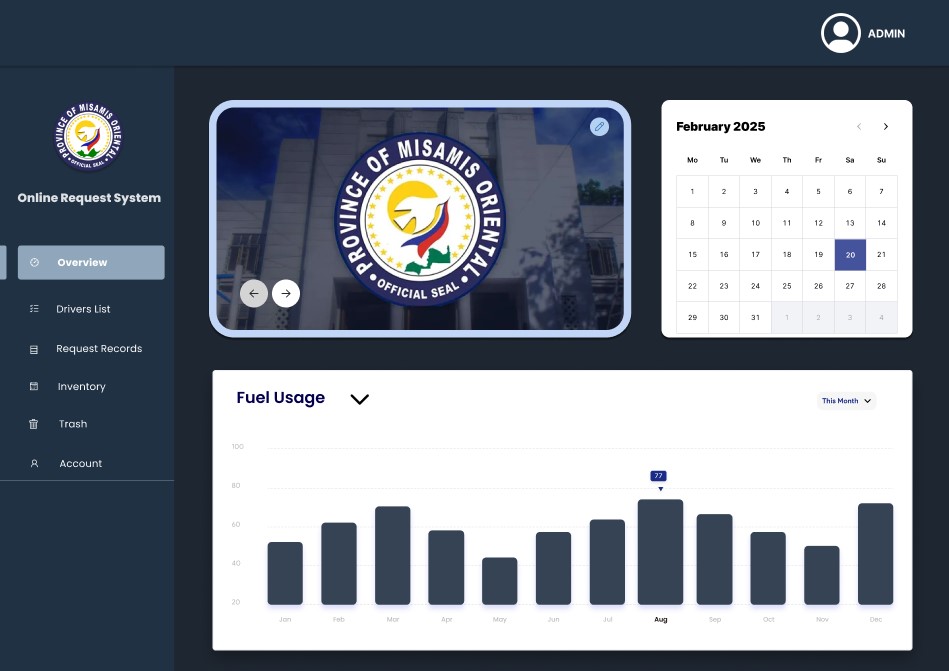 ADMIN
PROVINCE OF MISAMIS ORIENTAL
OFFICIAL SEAL
Online Request System
Overview
Drivers List
Request Records
Inventory
Trash
Account
PROVINCE OF MISAMIS ORIENTAL
OFFICIAL SEAL
February 2025
Mo Tu We Th Fr Sa Su
1 2 3 4 5 6 7
8 9 10 11 12 13 14
15 16 17 18 19 20 21
22 23 24 25 26 27 28
29 30 31 1 2 3 4
Fuel Usage
This Month
100
80
60
40
20
77
Jan Feb Mar Apr May Jun Jul Aug Sep Oct Nov Dec